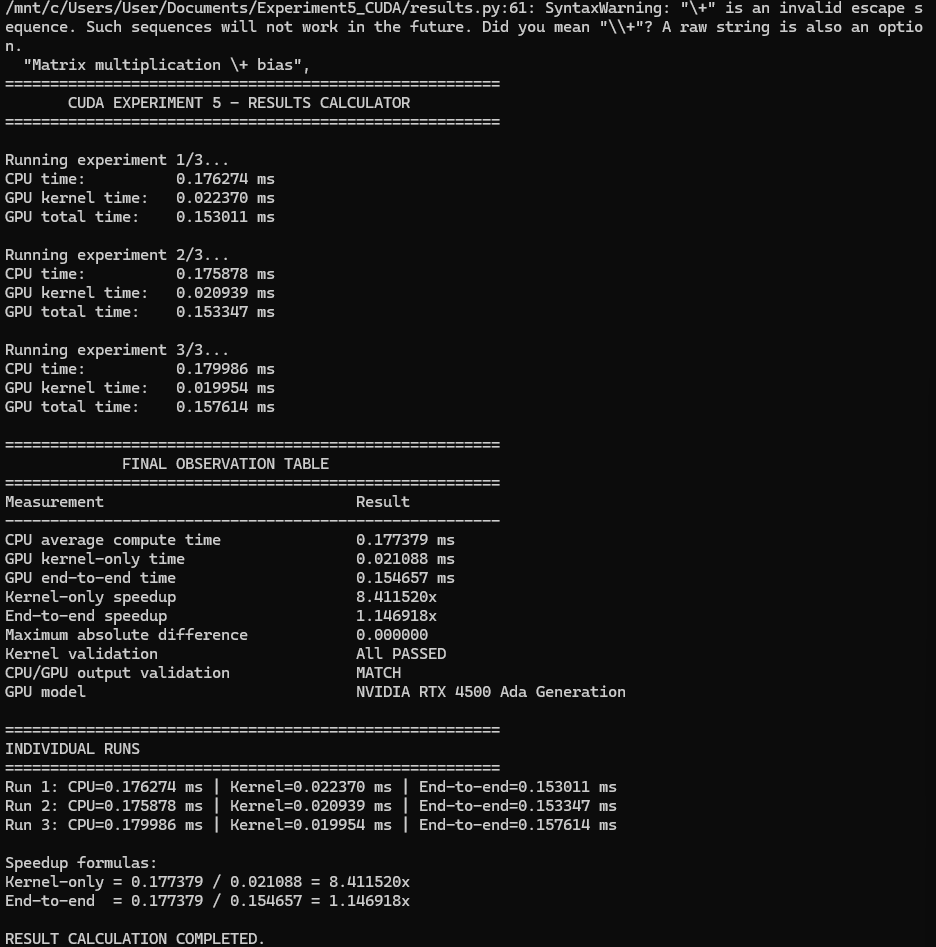 /mnt/c/Users/User/Documents/Experiment5_CUDA/results.py:61: SyntaxWarning: "\+" is an invalid escape s
equence. Such sequences will not work in the future. Did you mean "\\+"? A raw string is also an optio
n.
  "Matrix multiplication \+ bias",
=======================================================
       CUDA EXPERIMENT 5 - RESULTS CALCULATOR
=======================================================

Running experiment 1/3...
CPU time:          0.176274 ms
GPU kernel time:   0.022370 ms
GPU total time:    0.153011 ms

Running experiment 2/3...
CPU time:          0.175878 ms
GPU kernel time:   0.020939 ms
GPU total time:    0.153347 ms

Running experiment 3/3...
CPU time:          0.179986 ms
GPU kernel time:   0.019954 ms
GPU total time:    0.157614 ms

=======================================================
             FINAL OBSERVATION TABLE
=======================================================
Measurement                            Result
-------------------------------------------------------
CPU average compute time               0.177379 ms
GPU kernel-only time                   0.021088 ms
GPU end-to-end time                    0.154657 ms
Kernel-only speedup                    8.411520x
End-to-end speedup                     1.146918x
Maximum absolute difference            0.000000
Kernel validation                      All PASSED
CPU/GPU output validation              MATCH
GPU model                              NVIDIA RTX 4500 Ada Generation

=======================================================
INDIVIDUAL RUNS
=======================================================
Run 1: CPU=0.176274 ms | Kernel=0.022370 ms | End-to-end=0.153011 ms
Run 2: CPU=0.175878 ms | Kernel=0.020939 ms | End-to-end=0.153347 ms
Run 3: CPU=0.179986 ms | Kernel=0.019954 ms | End-to-end=0.157614 ms

Speedup formulas:
Kernel-only = 0.177379 / 0.021088 = 8.411520x
End-to-end  = 0.177379 / 0.154657 = 1.146918x

RESULT CALCULATION COMPLETED.